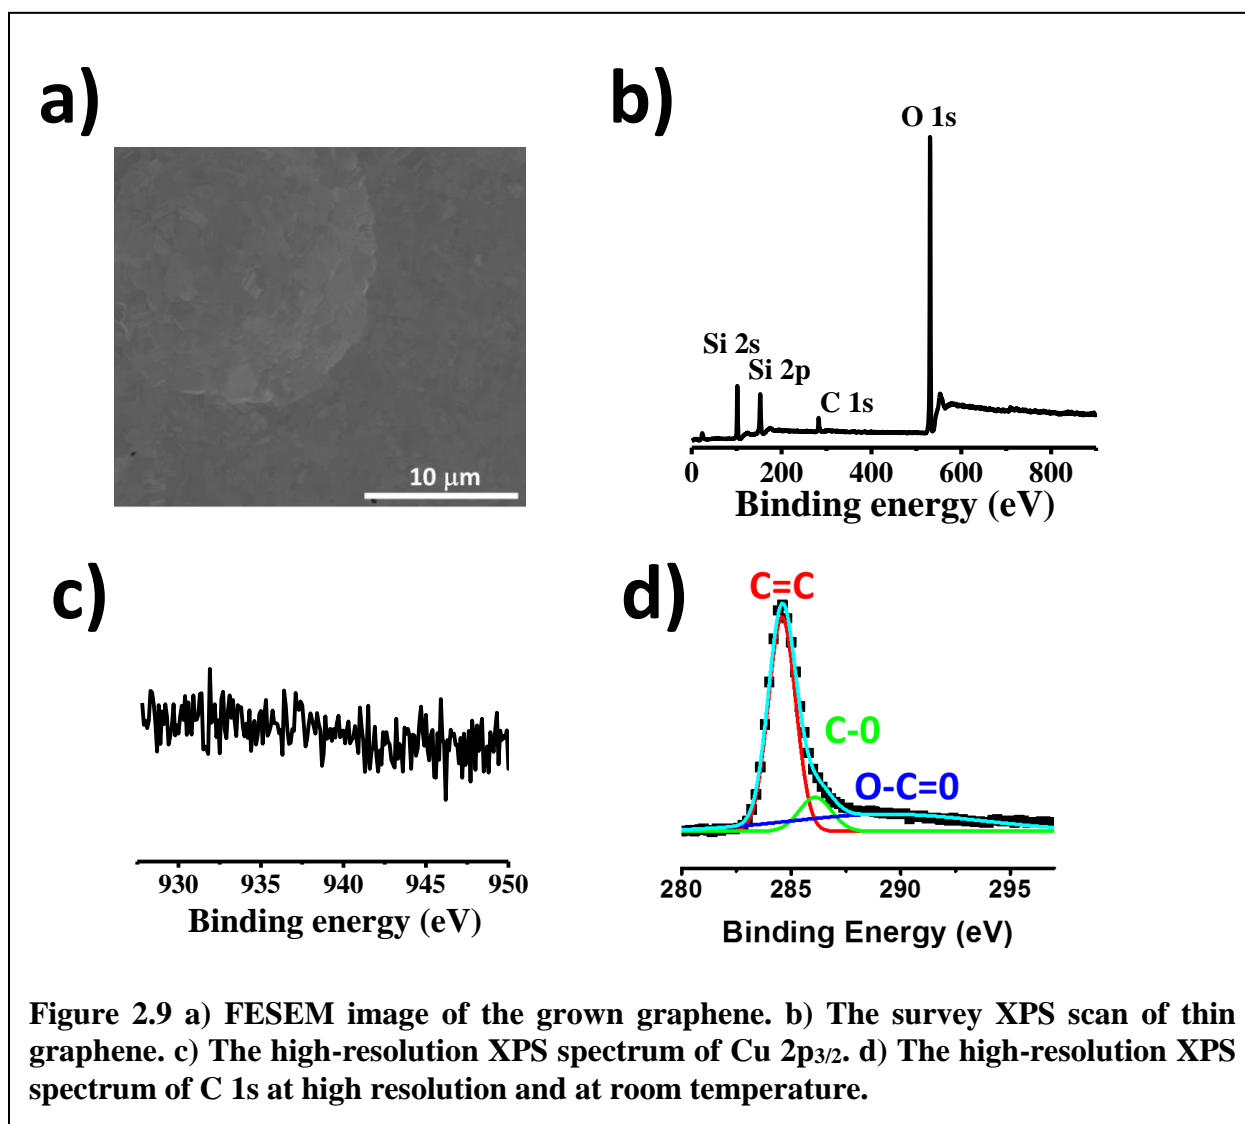 a)
10 μm
b)
O 1s
Si 2s
Si 2p
C 1s
0 200 400 600 800
Binding energy (eV)
c)
930 935 940 945 950
Binding energy (eV)
d)
C=C
C-0
O-C=0
280 285 290 295
Binding Energy (eV)
Figure 2.9 a) FESEM image of the grown graphene. b) The survey XPS scan of thin
graphene. c) The high-resolution XPS spectrum of Cu 2p3/2. d) The high-resolution XPS
spectrum of C 1s at high resolution and at room temperature.